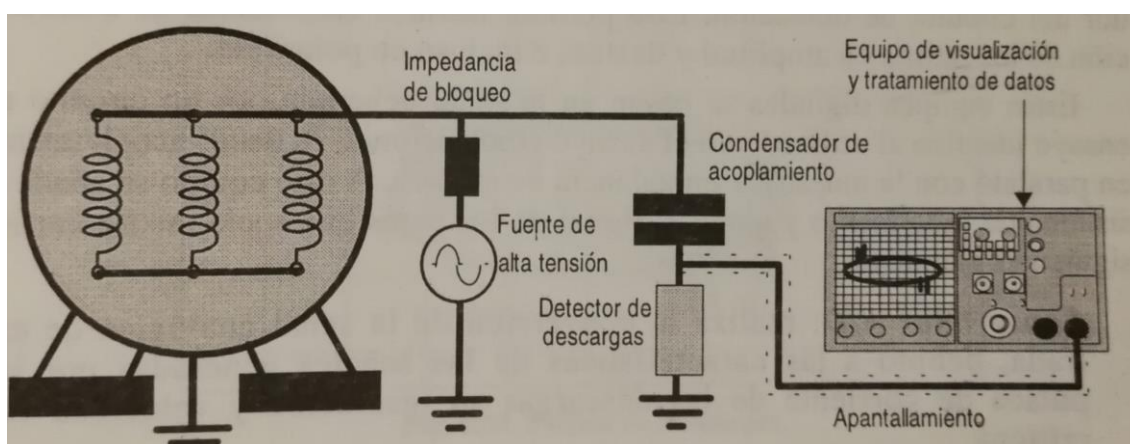 Impedancia
de bloqueo
Fuente de
alta tensión
Condensador de
acoplamiento
Detector de
descargas
Equipo de visualización
y tratamiento de datos
Apantallamiento